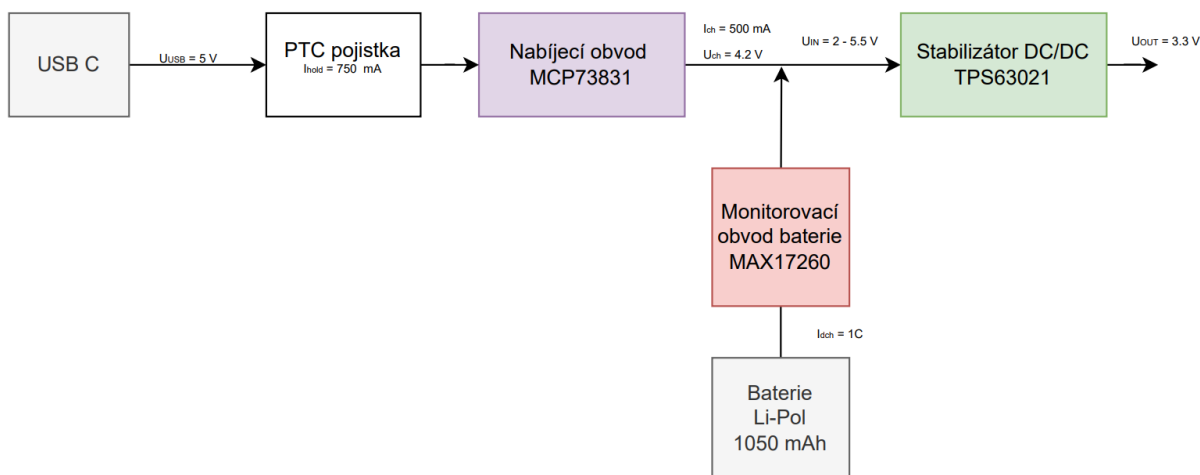 USB C
UUSB = 5 V
PTC pojistka
Ihold = 750 mA
Nabíjecí obvod
MCP73831
Ich = 500 mA
Uch = 4.2 V
UIN = 2 - 5.5 V
Stabilizátor DC/DC
TPS63021
UOUT = 3.3 V
Monitorovací
obvod baterie
MAX17260
Idch = 1C
Baterie
Li-Pol
1050 mAh